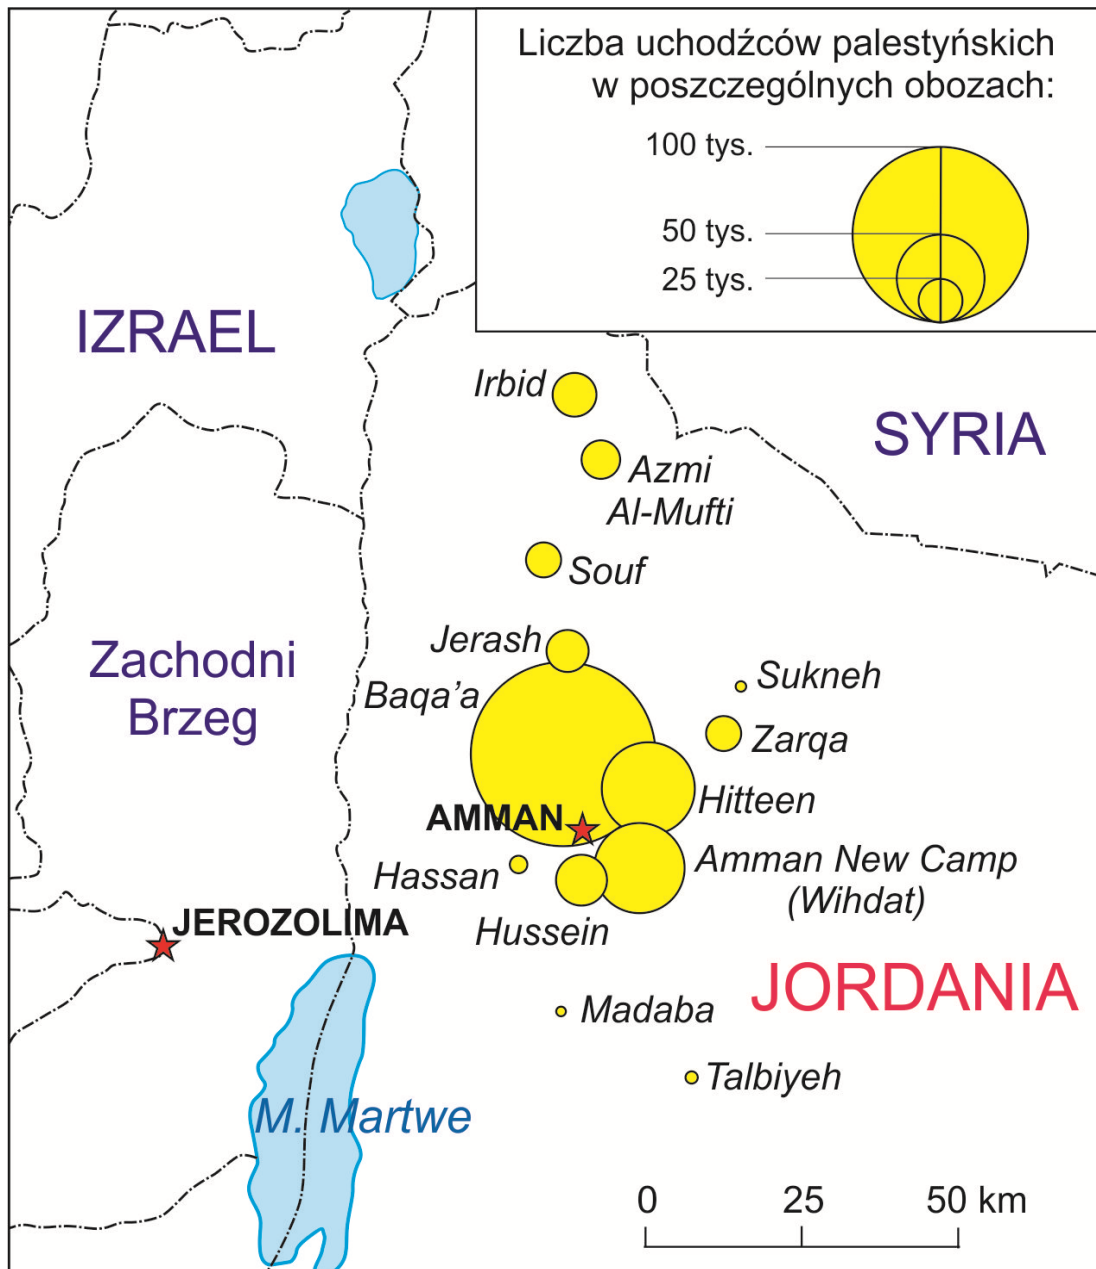 Liczba uchodźców palestyńskich
w poszczególnych obozach:
100 tys.
50 tys.
25 tys.
IZRAEL
SYRIA
Irbid
Azmi
Al-Mufti
Souf
Jerash
Baqa’a
Sukneh
Zarqa
Zachodni
Brzeg
Hitteen
AMMAN
Amman New Camp
(Wihdat)
Hassan
Hussein
JEROZOLIMA
JORDANIA
Madaba
Talbiyeh
M. Martwe
0 25 50 km